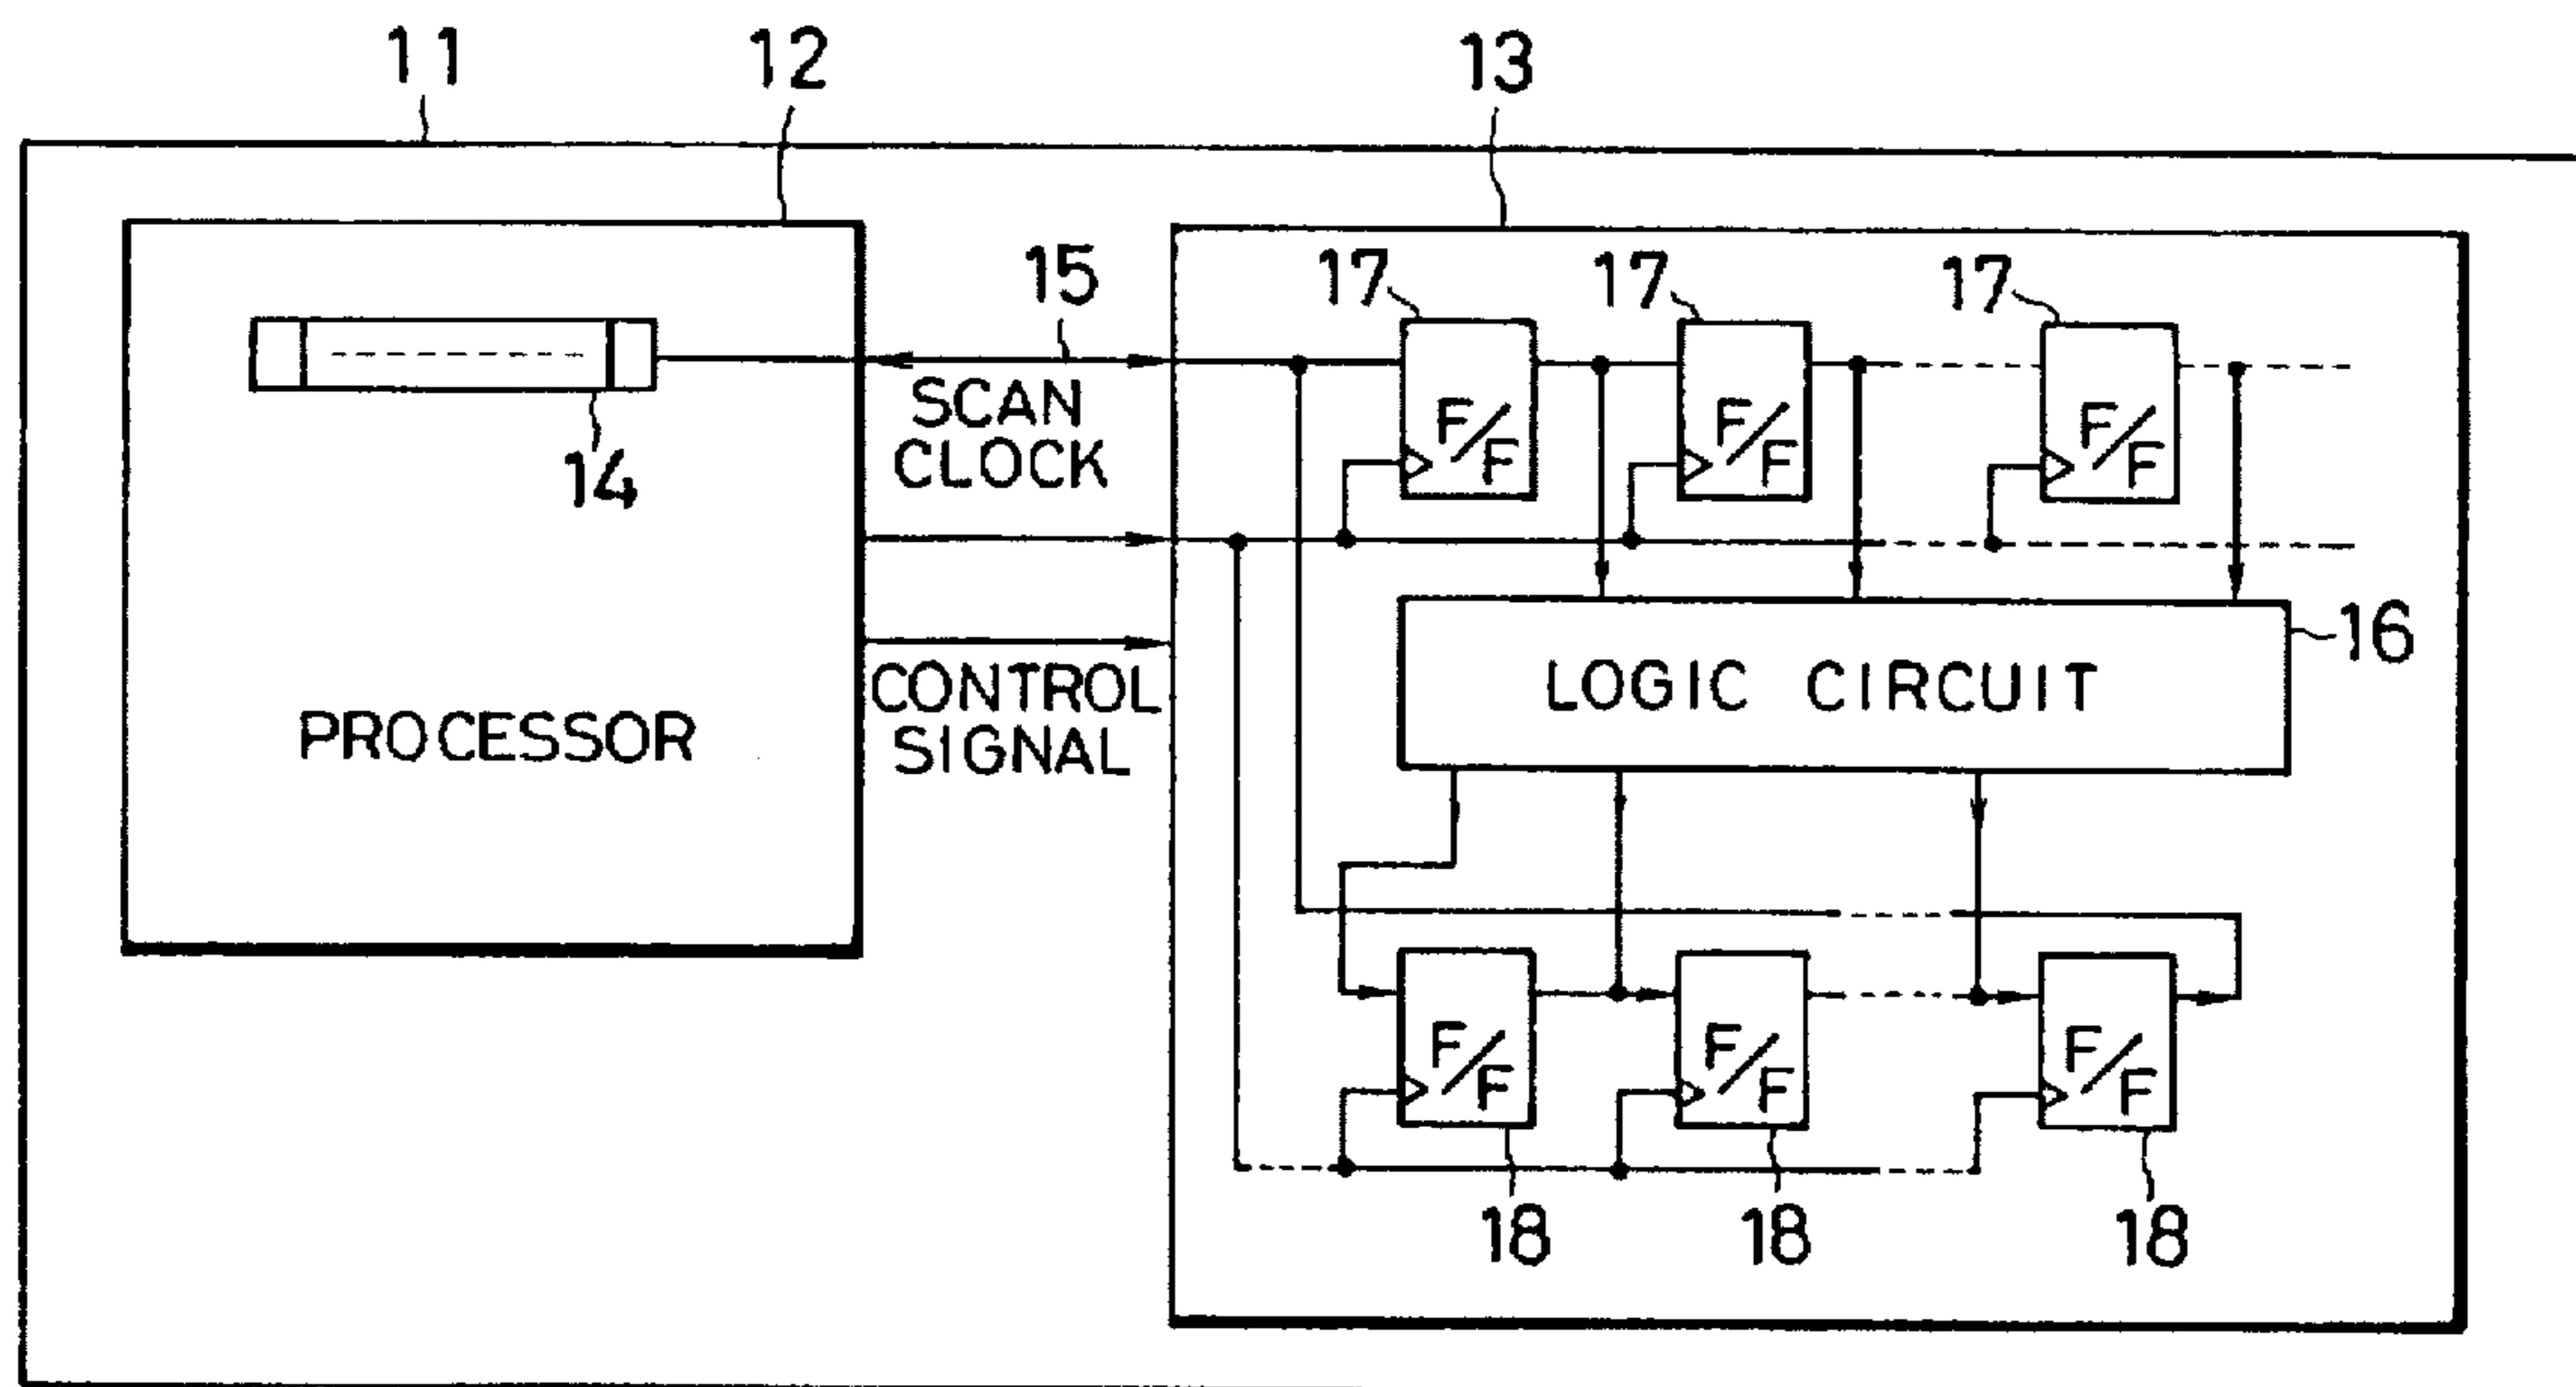 11
12
13
15
17
17
17
SCAN
CLOCK
14
F/F
F/F
F/F
16
LOGIC CIRCUIT
CONTROL
SIGNAL
PROCESSOR
F/F
F/F
F/F
18
18
18